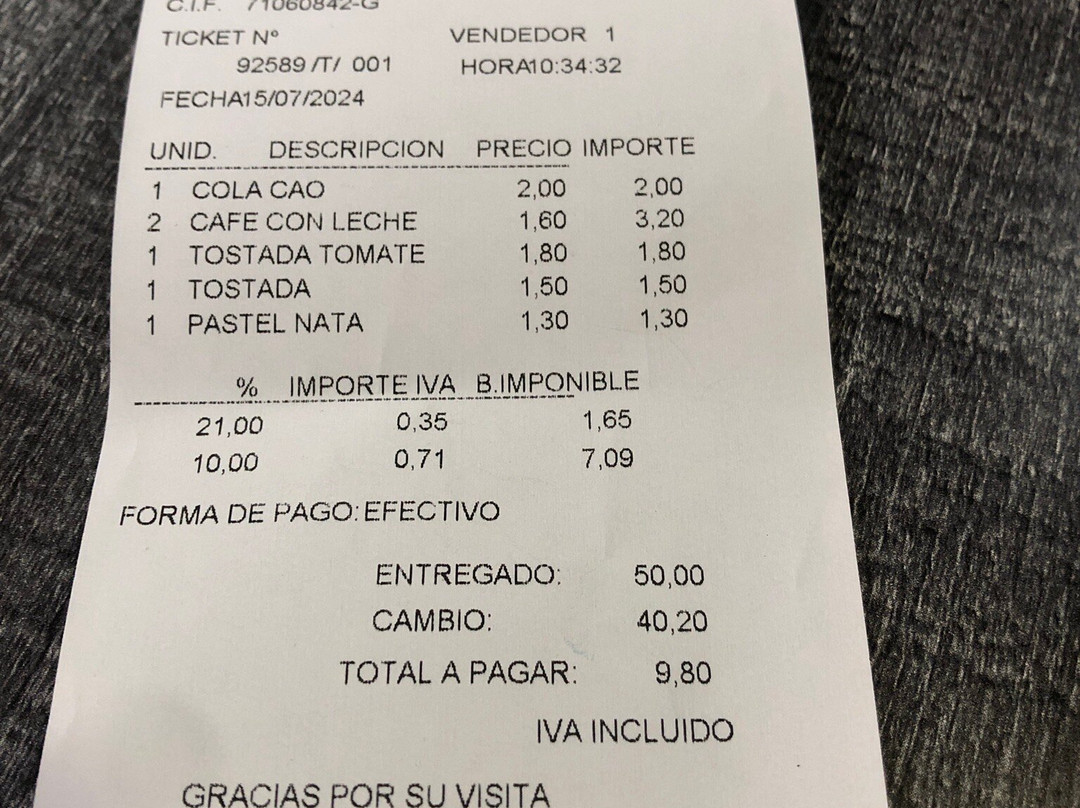 C.I.F. 71060842-G
TICKET Nº VENDEDOR 1
92589 /T/ 001 HORA10:34:32
FECHA15/07/2024
UNID. DESCRIPCION PRECIO IMPORTE
1 COLA CAO 2,00 2,00
2 CAFE CON LECHE 1,60 3,20
1 TOSTADA TOMATE 1,80 1,80
1 TOSTADA 1,50 1,50
1 PASTEL NATA 1,30 1,30
% IMPORTE IVA B.IMPONIBLE
21,00 0,35 1,65
10,00 0,71 7,09
FORMA DE PAGO: EFECTIVO
ENTREGADO: 50,00
CAMBIO: 40,20
TOTAL A PAGAR: 9,80
IVA INCLUIDO
GRACIAS POR SU VISITA